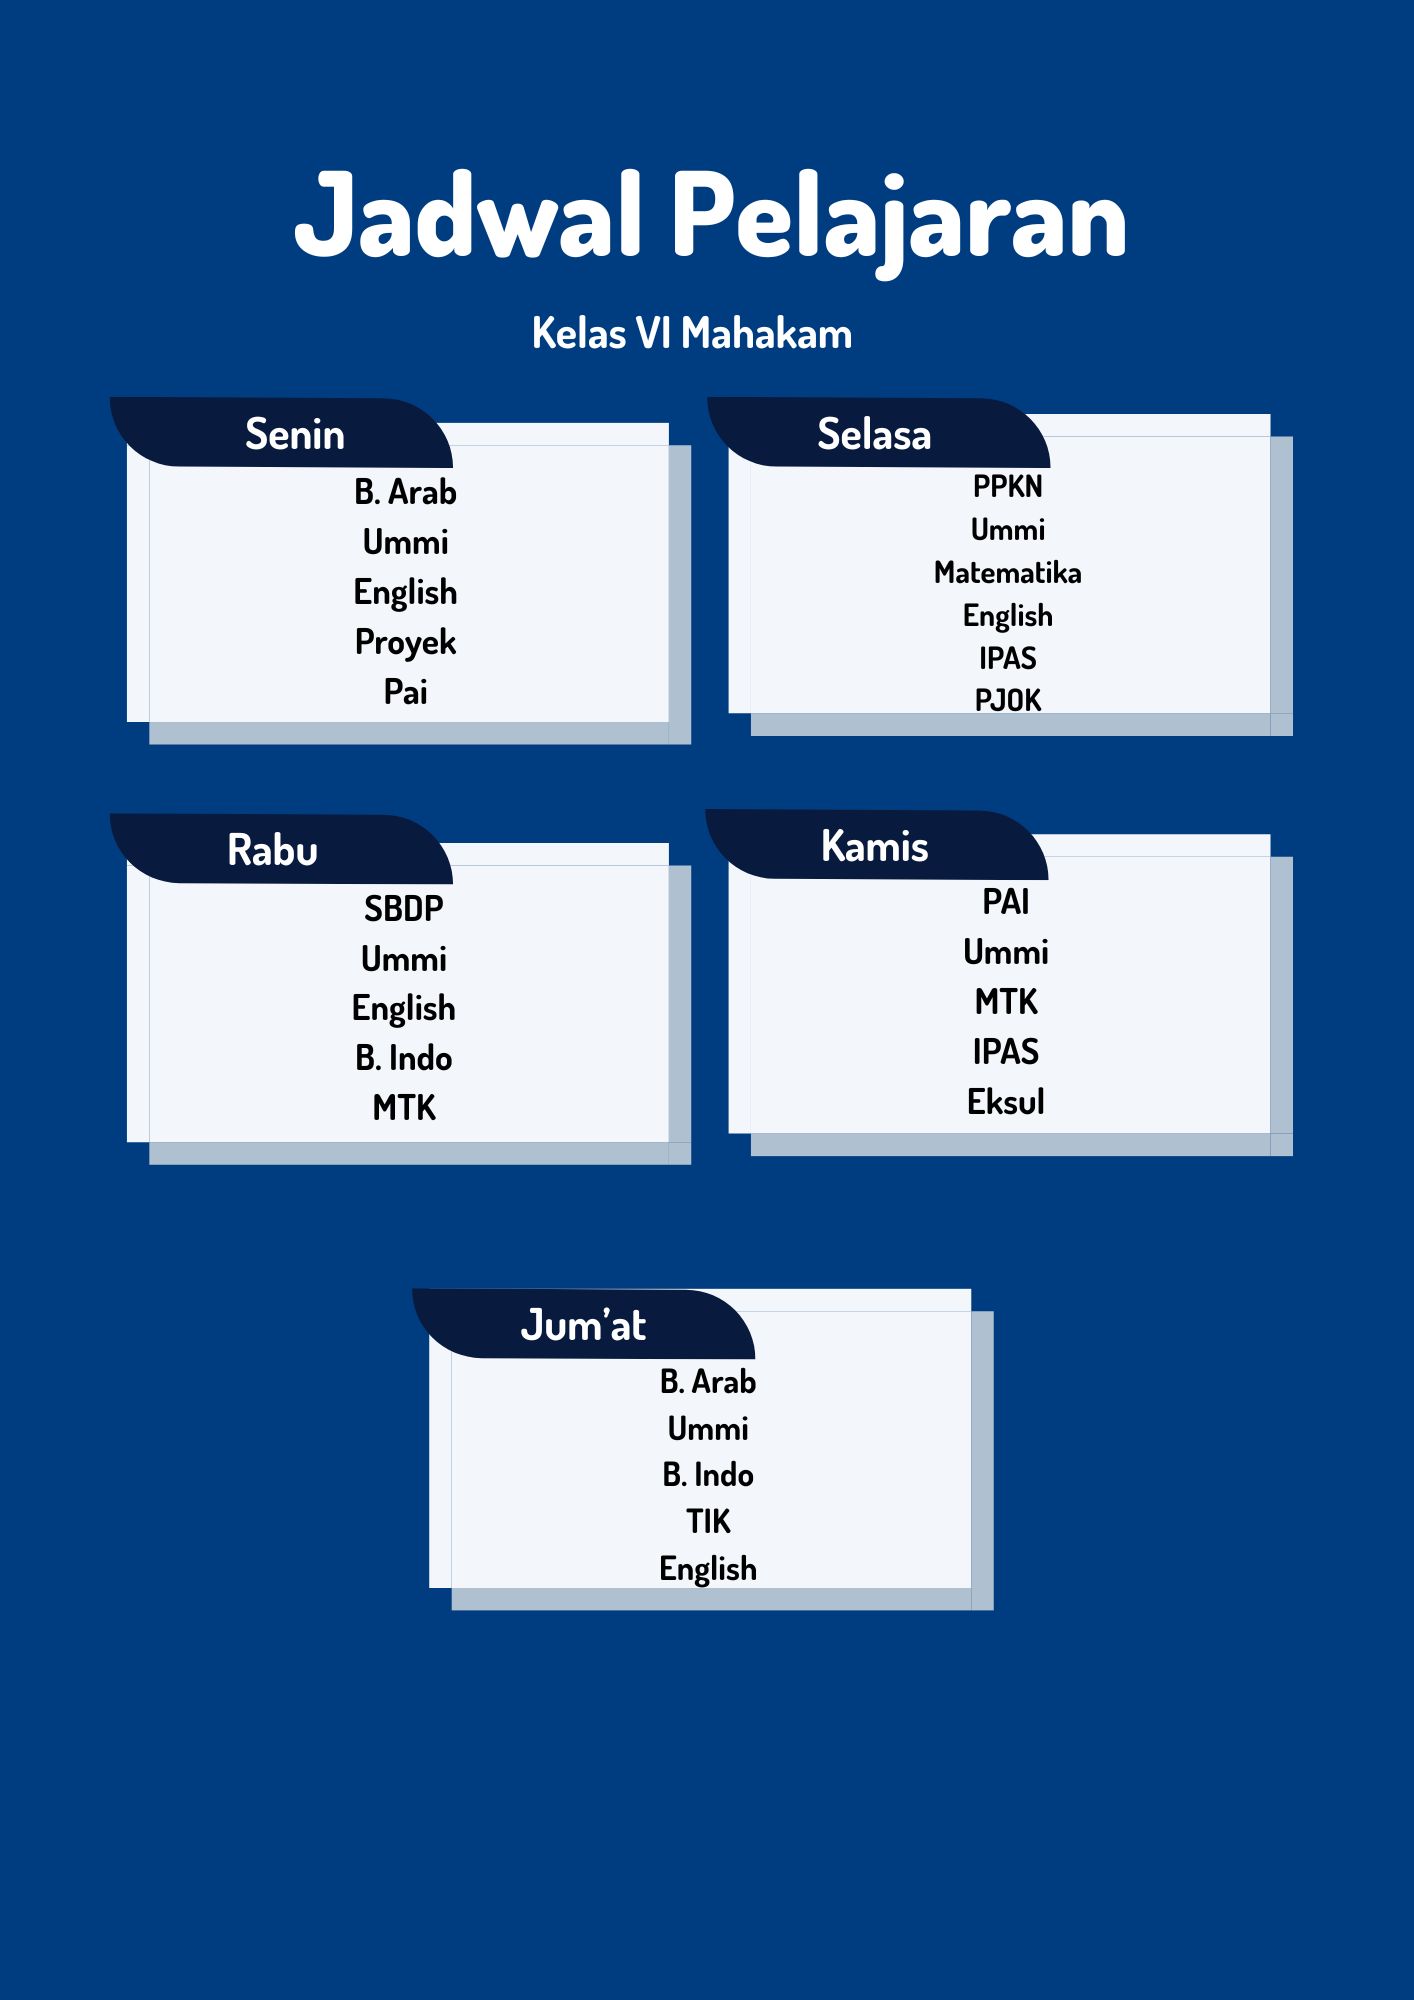 Jadwal Pelajaran
Kelas VI Mahakam
Senin
B. Arab
Ummi
English
Proyek
Pai
Selasa
PPKN
Ummi
Matematika
English
IPAS
PJOK
Rabu
SBDP
Ummi
English
B. Indo
MTK
Kamis
PAI
Ummi
MTK
IPAS
Eksul
Jum’at
B. Arab
Ummi
B. Indo
TIK
English